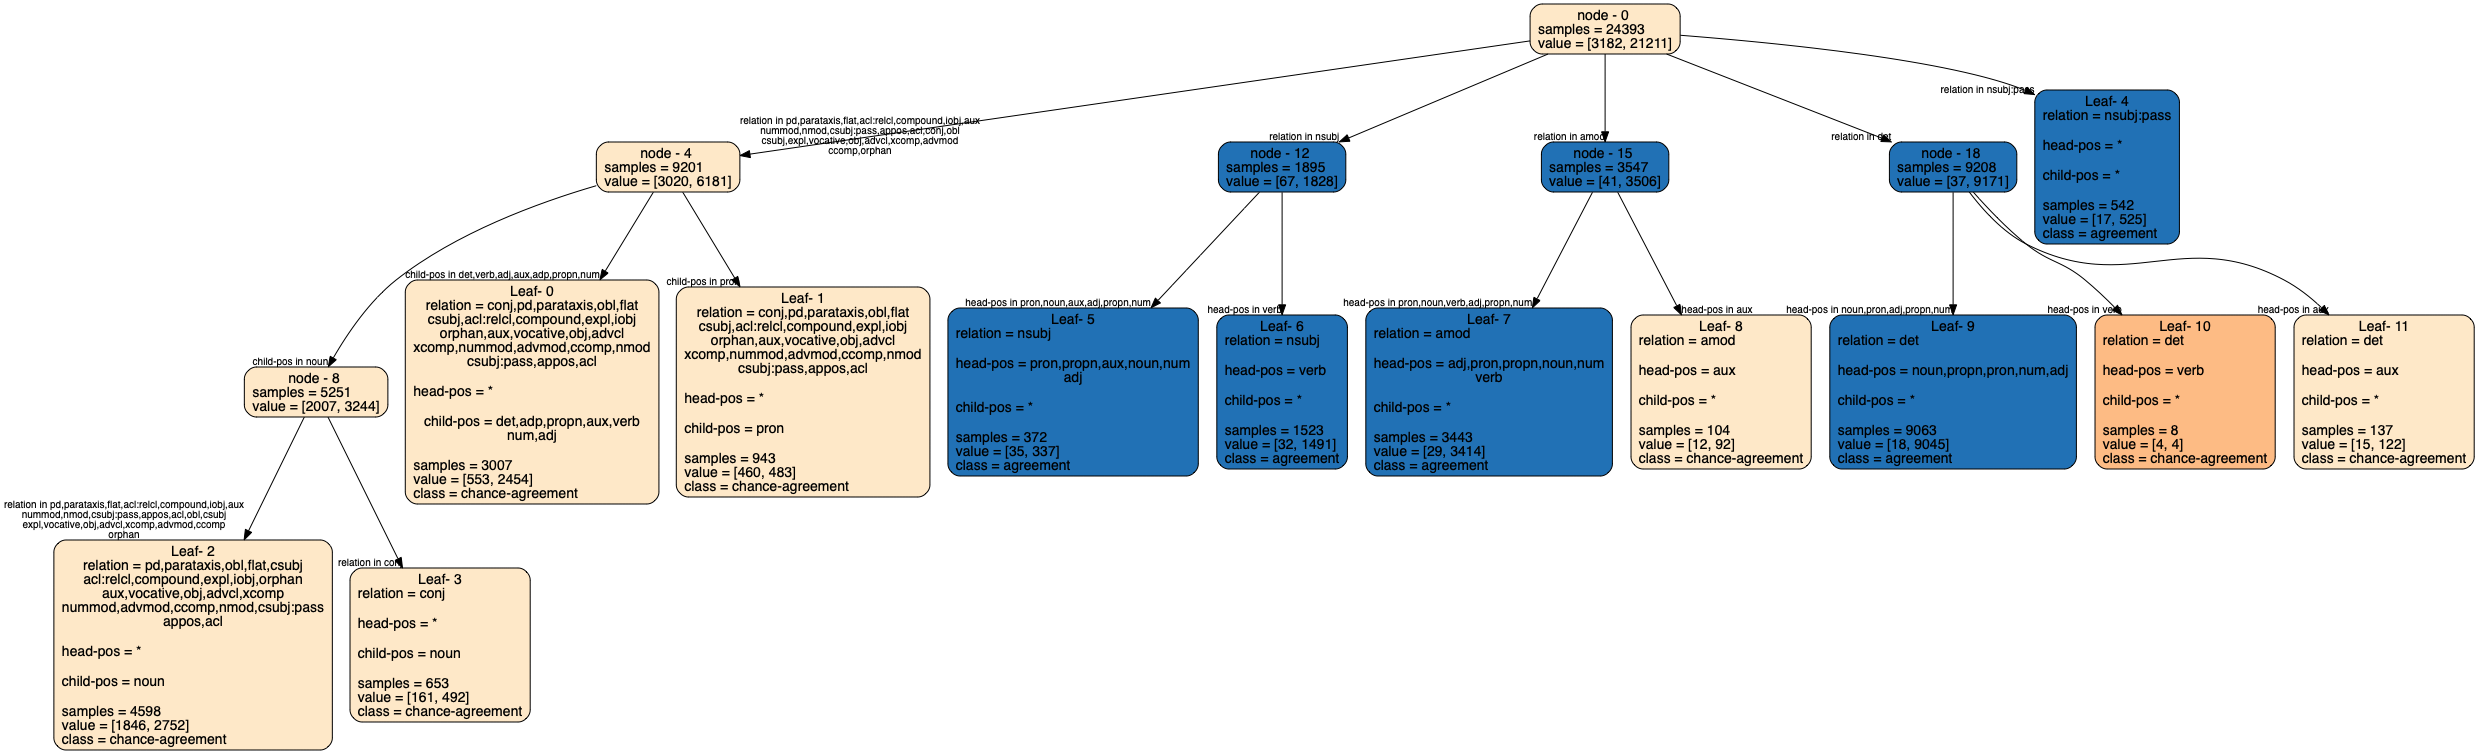 node - 0
samples = 24393
value = [3182, 21211]
relation in pd,parataxis,flat,acl:relcl,compound,iobj,aux
nummod,nmod,csubj:pass,appos,acl,conj,obl
csubj,expl,vocative,obj,advcl,xcomp,advmod
ccomp,orphan
relation in nsubj
relation in amod
relation in det
relation in nsubj:pass
node - 4
samples = 9201
value = [3020, 6181]
node - 12
samples = 1895
value = [67, 1828]
node - 15
samples = 3547
value = [41, 3506]
node - 18
samples = 9208
value = [37, 9171]
Leaf- 4
relation = nsubj:pass
head-pos = *
child-pos = *
samples = 542
value = [17, 525]
class = agreement
child-pos in noun
child-pos in det,verb,adj,aux,adp,propn,num
child-pos in pron
head-pos in pron,noun,aux,adj,propn,num
head-pos in verb
head-pos in pron,noun,verb,adj,propn,num
head-pos in aux
head-pos in noun,pron,adj,propn,num
head-pos in verb
head-pos in aux
node - 8
samples = 5251
value = [2007, 3244]
Leaf- 0
relation = conj,pd,parataxis,obl,flat
csubj,acl:relcl,compound,expl,iobj
orphan,aux,vocative,obj,advcl
xcomp,nummod,advmod,ccomp,nmod
csubj:pass,appos,acl
head-pos = *
child-pos = det,adp,propn,aux,verb
num,adj
samples = 3007
value = [553, 2454]
class = chance-agreement
Leaf- 1
relation = conj,pd,parataxis,obl,flat
csubj,acl:relcl,compound,expl,iobj
orphan,aux,vocative,obj,advcl
xcomp,nummod,advmod,ccomp,nmod
csubj:pass,appos,acl
head-pos = *
child-pos = pron
samples = 943
value = [460, 483]
class = chance-agreement
Leaf- 5
relation = nsubj
head-pos = pron,propn,aux,noun,num
adj
child-pos = *
samples = 372
value = [35, 337]
class = agreement
Leaf- 6
relation = nsubj
head-pos = verb
child-pos = *
samples = 1523
value = [32, 1491]
class = agreement
Leaf- 7
relation = amod
head-pos = adj,pron,propn,noun,num
verb
child-pos = *
samples = 3443
value = [29, 3414]
class = agreement
Leaf- 8
relation = amod
head-pos = aux
child-pos = *
samples = 104
value = [12, 92]
class = chance-agreement
Leaf- 9
relation = det
head-pos = noun,propn,pron,num,adj
child-pos = *
samples = 9063
value = [18, 9045]
class = agreement
Leaf- 10
relation = det
head-pos = verb
child-pos = *
samples = 8
value = [4, 4]
class = chance-agreement
Leaf- 11
relation = det
head-pos = aux
child-pos = *
samples = 137
value = [15, 122]
class = chance-agreement
relation in pd,parataxis,flat,acl:relcl,compound,iobj,aux
nummod,nmod,csubj:pass,appos,acl,obl,csubj
expl,vocative,obj,advcl,xcomp,advmod,ccomp
orphan
relation in conj
Leaf- 2
relation = pd,parataxis,obl,flat,csubj
acl:relcl,compound,expl,iobj,orphan
aux,vocative,obj,advcl,xcomp
nummod,advmod,ccomp,nmod,csubj:pass
appos,acl
head-pos = *
child-pos = noun
samples = 4598
value = [1846, 2752]
class = chance-agreement
Leaf- 3
relation = conj
head-pos = *
child-pos = noun
samples = 653
value = [161, 492]
class = chance-agreement